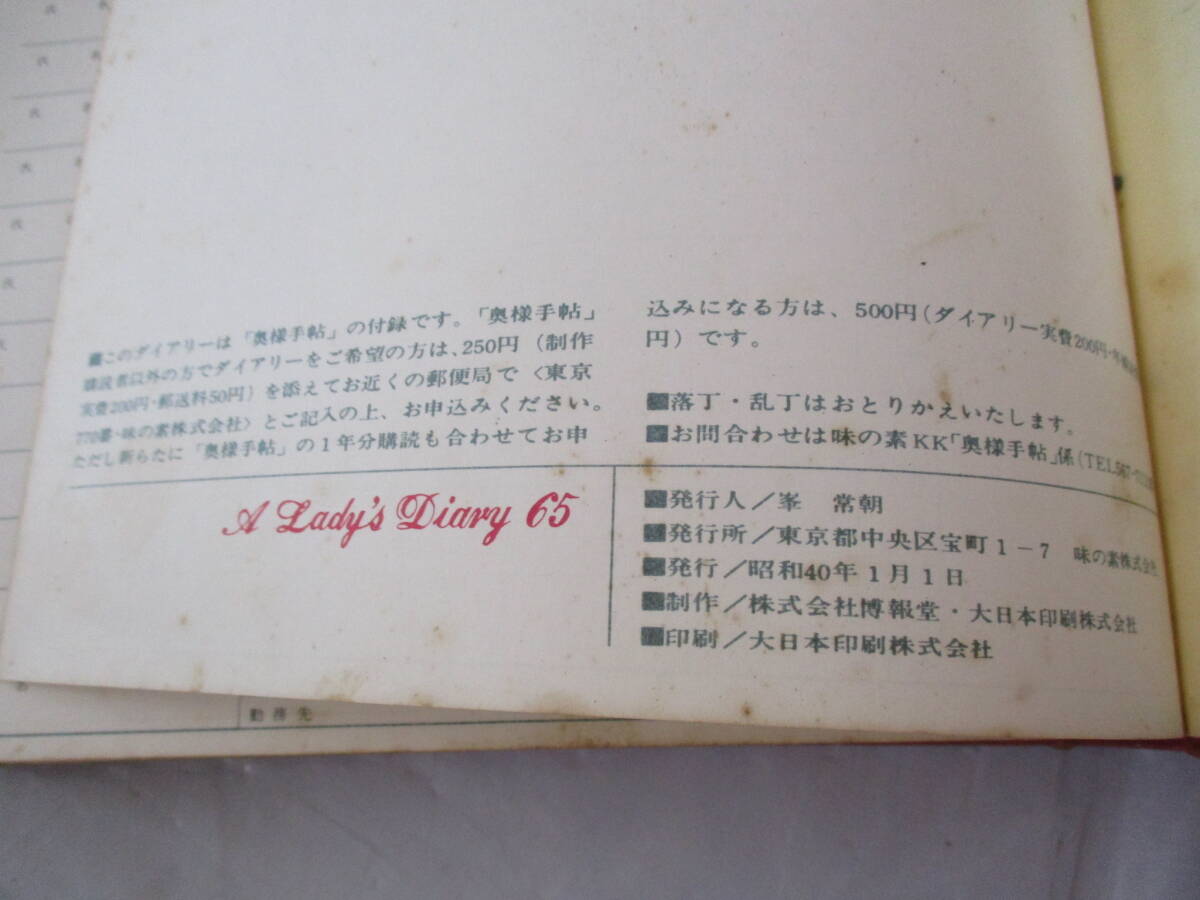 ■このダイアリーは「奥様手帖」の付録です。「奥様手帖」
購読者以外の方でダイアリーをご希望の方は、250円（制作
実費200円・郵送料50円）を添えてお近くの郵便局で〈東京
770番・味の素株式会社〉とご記入の上、お申込みください。
ただし新らたに「奥様手帖」の1年分購読も合わせてお申
込みになる方は、500円（ダイアリー実費200円・
円）です。
■落丁・乱丁はおとりかえいたします。
■お問合わせは味の素KK「奥様手帖」係（TEL567-
A Lady's Diary 65
■発行人／峯 常朝
■発行所／東京都中央区宝町1-7 味の素株式会社
■発行／昭和40年1月1日
■制作／株式会社博報堂・大日本印刷株式会社
■印刷／大日本印刷株式会社
勤務先